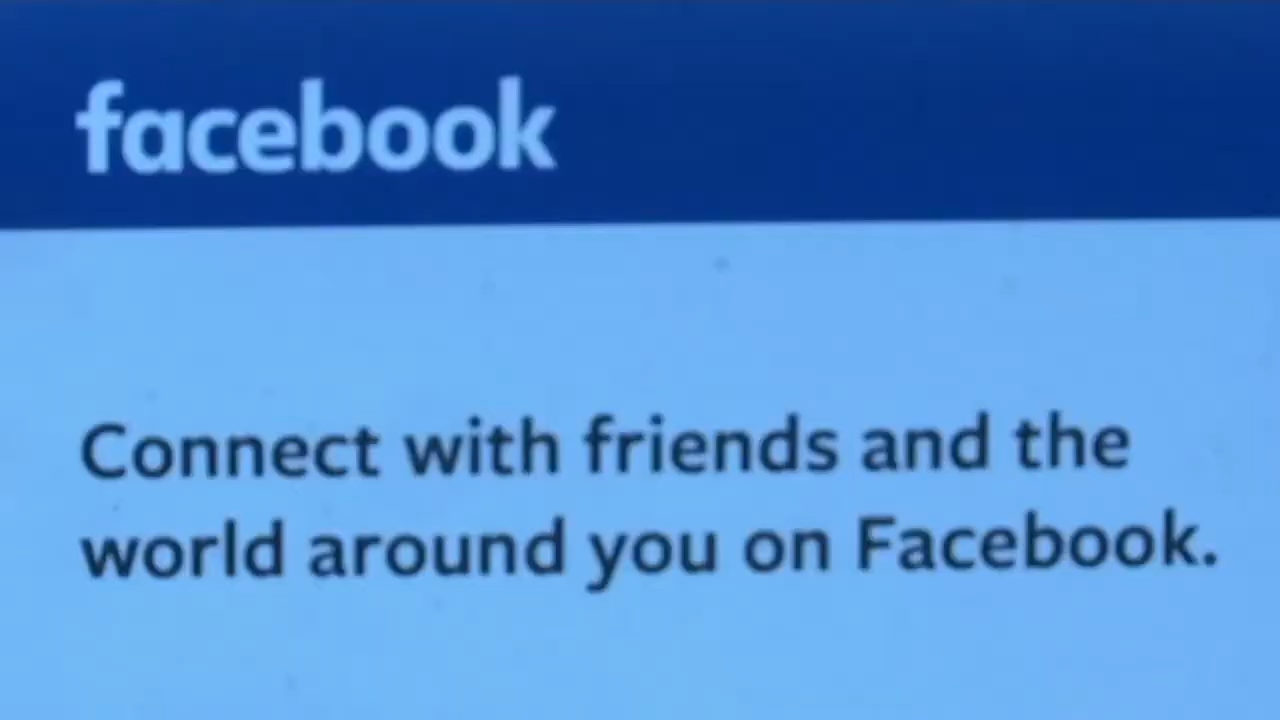 facebook
Connect with friends and the
world around you on Facebook.